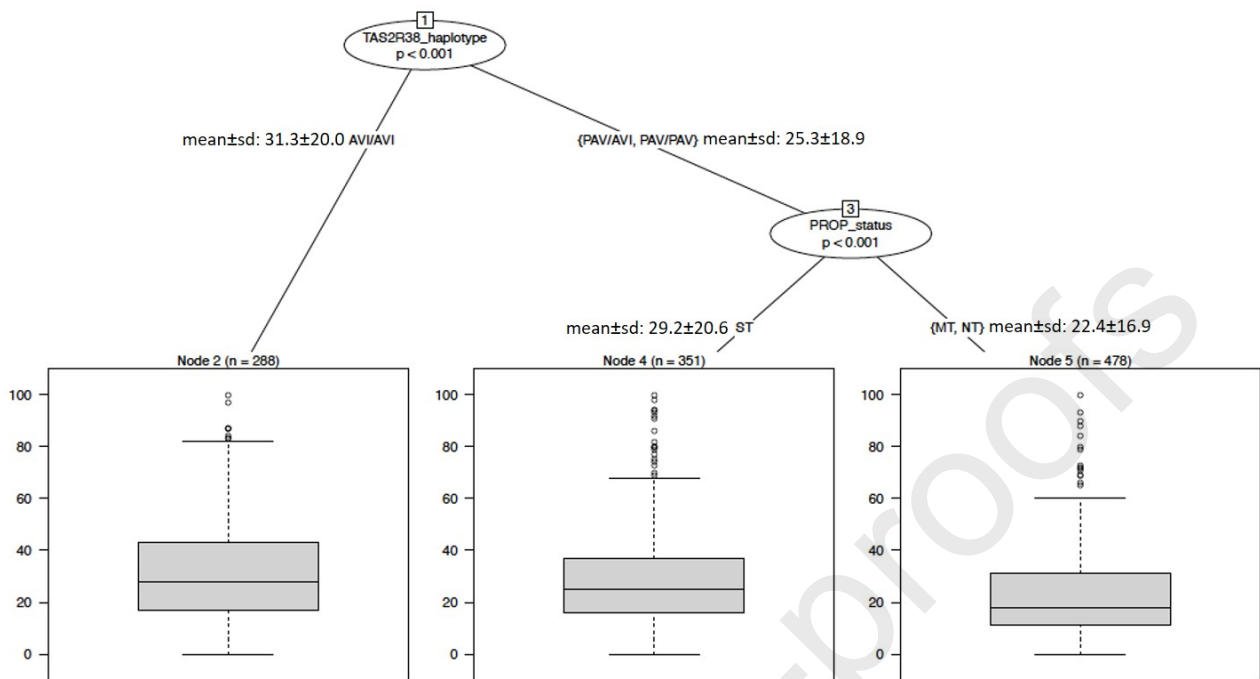 1
TAS2R38_haplotype
p < 0.001
mean±sd: 31.3±20.0 AVI/AVI
{PAV/AVI, PAV/PAV} mean±sd: 25.3±18.9
3
PROP_status
p < 0.001
mean±sd: 29.2±20.6 ST
{MT, NT} mean±sd: 22.4±16.9
Node 2 (n = 288)
100
80
60
40
20
0
Node 4 (n = 351)
100
80
60
40
20
0
Node 5 (n = 478)
100
80
60
40
20
0
proofs